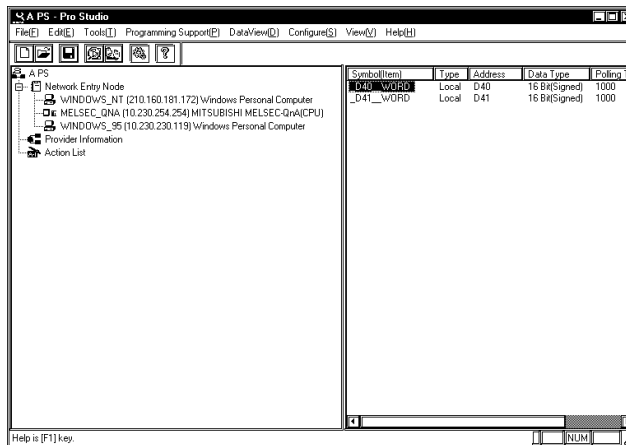 A PS - Pro Studio
File(F) Edit(E) Tools(T) Programming Support(P) DataView(D) Configure(S) View(V) Help(H)
A PS
Network Entry Node
WINDOWS_NT (210.160.181.172) Windows Personal Computer
MELSEC_QNA (10.230.254.254) MITSUBISHI MELSEC-QnA(CPU)
WINDOWS_95 (10.230.230.119) Windows Personal Computer
Provider Information
Action List
Symbol(Item) Type Address Data Type Polling T
_D40__WORD Local D40 16 Bit(Signed) 1000
_D41__WORD Local D41 16 Bit(Signed) 1000
Help is [F1] key.
NUM